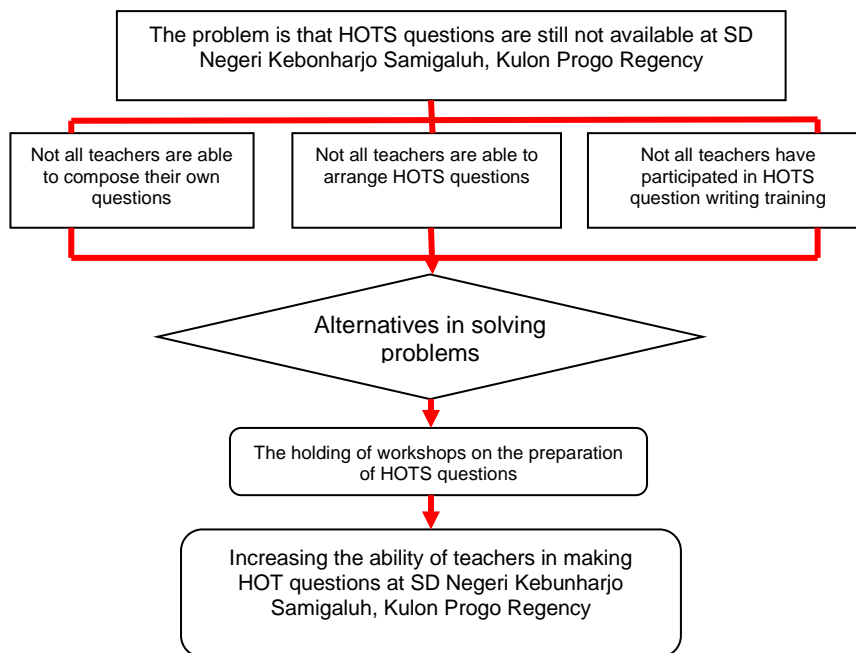 The problem is that HOTS questions are still not available at SD
Negeri Kebonharjo Samigaluh, Kulon Progo Regency
Not all teachers are able
to compose their own
questions
Not all teachers are able to
arrange HOTS questions
Not all teachers have
participated in HOTS
question writing training
Alternatives in solving
problems
The holding of workshops on the preparation
of HOTS questions
Increasing the ability of teachers in making
HOT questions at SD Negeri Kebunharjo
Samigaluh, Kulon Progo Regency